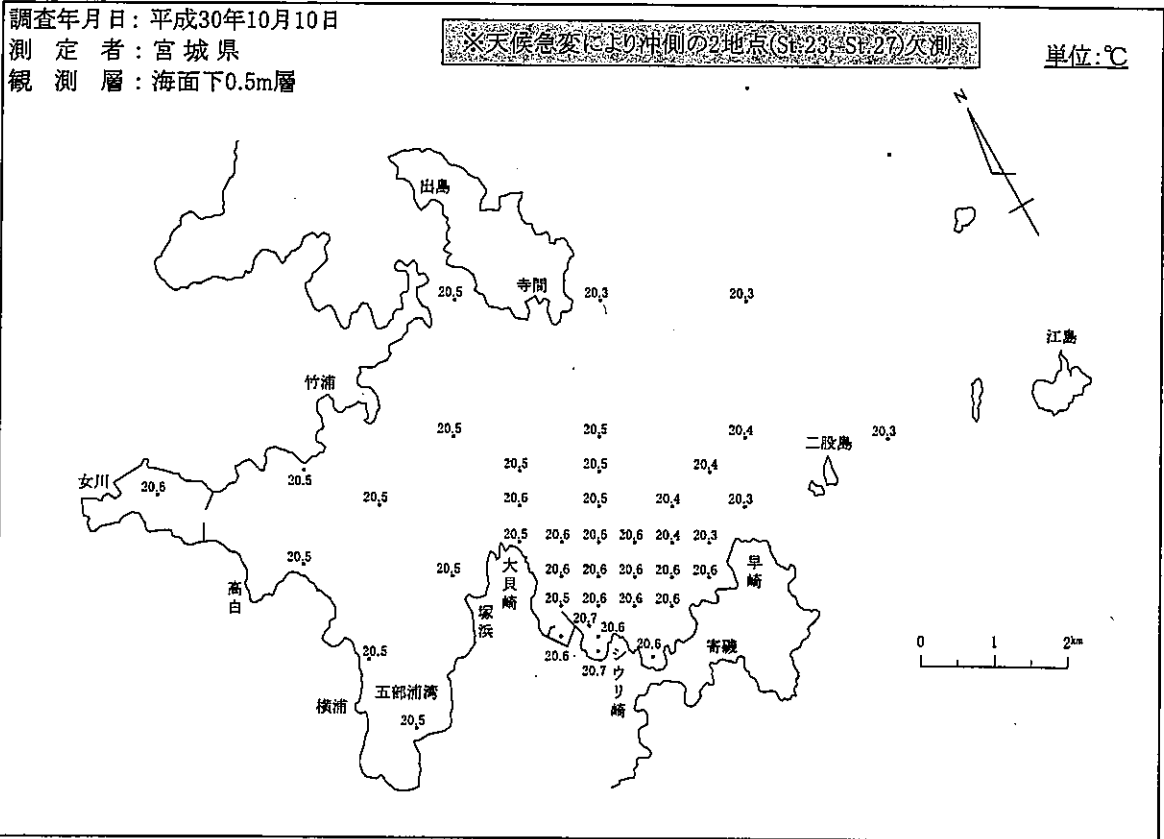 調査年月日：平成30年10月10日
測定者：宮城県
観測層：海面下0.5m層
※天候急変により沖側の2地点(St.23, St.27)欠測
単位：℃
N
出島
寺間
20.5
20.3
20.3
江島
竹浦
20.5
20.5
20.4
20.3
二股島
女川
20.6
20.5
20.5
20.5
20.4
20.5
20.6
20.5
20.4
20.3
20.5
20.6
20.6
20.6
20.4
20.3
20.5
20.5
大貝崎
20.6
20.6
20.6
20.6
20.6
早崎
高白
塚浜
20.5
20.6
20.6
20.6
20.7
20.6
20.5
20.6
20.7
20.6
シウリ崎
寄磯
0 1 2km
横浦
五部浦湾
20.5